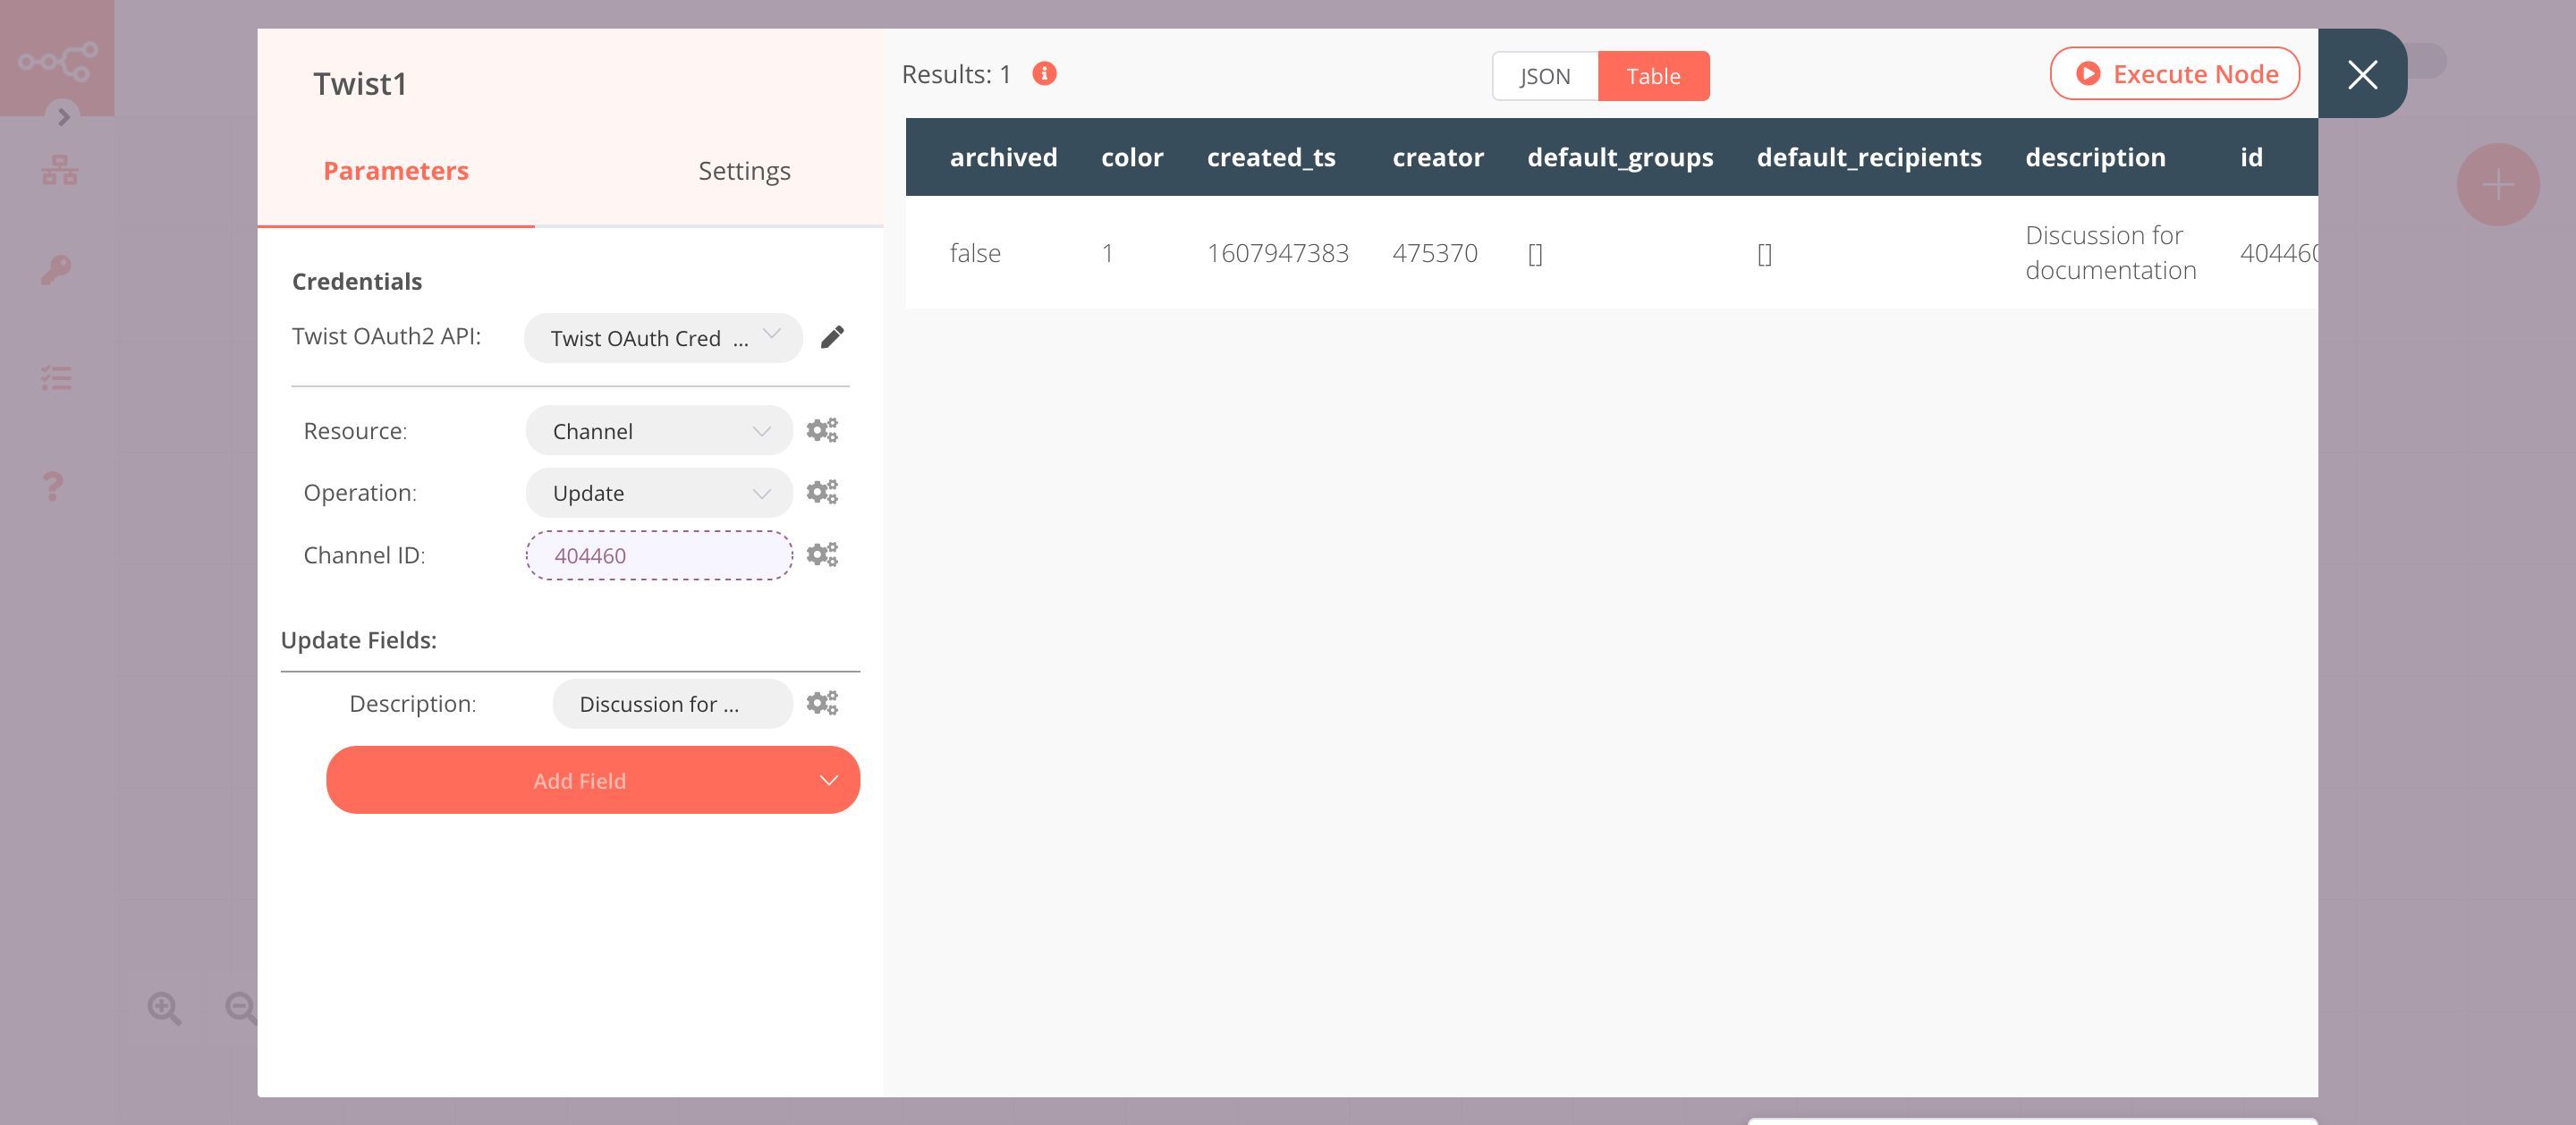 Twist1
Parameters
Settings
Credentials
Twist OAuth2 API:
Twist OAuth Cred ...
Resource:
Channel
Operation:
Update
Channel ID:
404460
Update Fields:
Description:
Discussion for ...
Add Field
Results: 1
JSON
Table
Execute Node
archived color created_ts creator default_groups default_recipients description id
false 1 1607947383 475370 [] [] Discussion for
documentation 404460